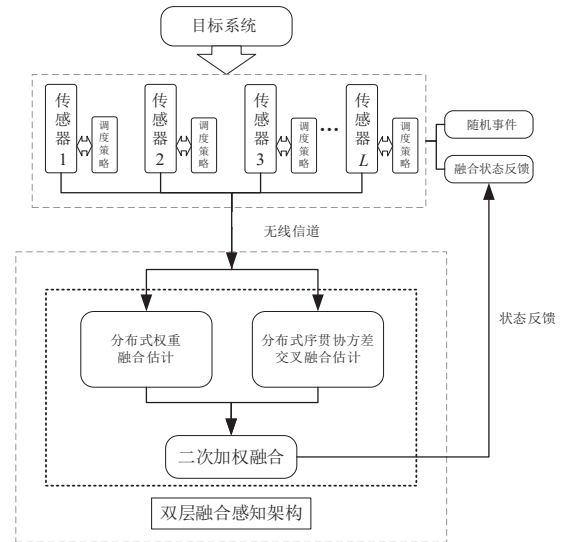 目标系统
传感器1
调度策略
传感器2
调度策略
传感器3
调度策略
...
传感器L
调度策略
随机事件
融合状态反馈
无线信道
分布式权重
融合估计
分布式序贯协方差
交叉融合估计
状态反馈
二次加权融合
双层融合感知架构